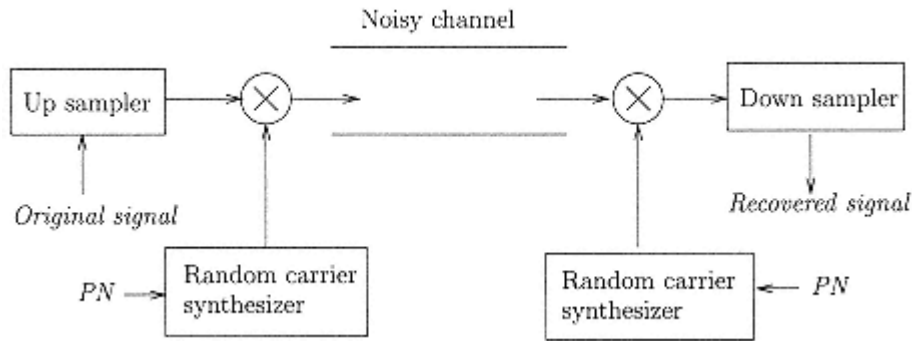 Noisy channel
Up sampler
Down sampler
Original signal
Recovered signal
PN
Random carrier
synthesizer
Random carrier
synthesizer
PN